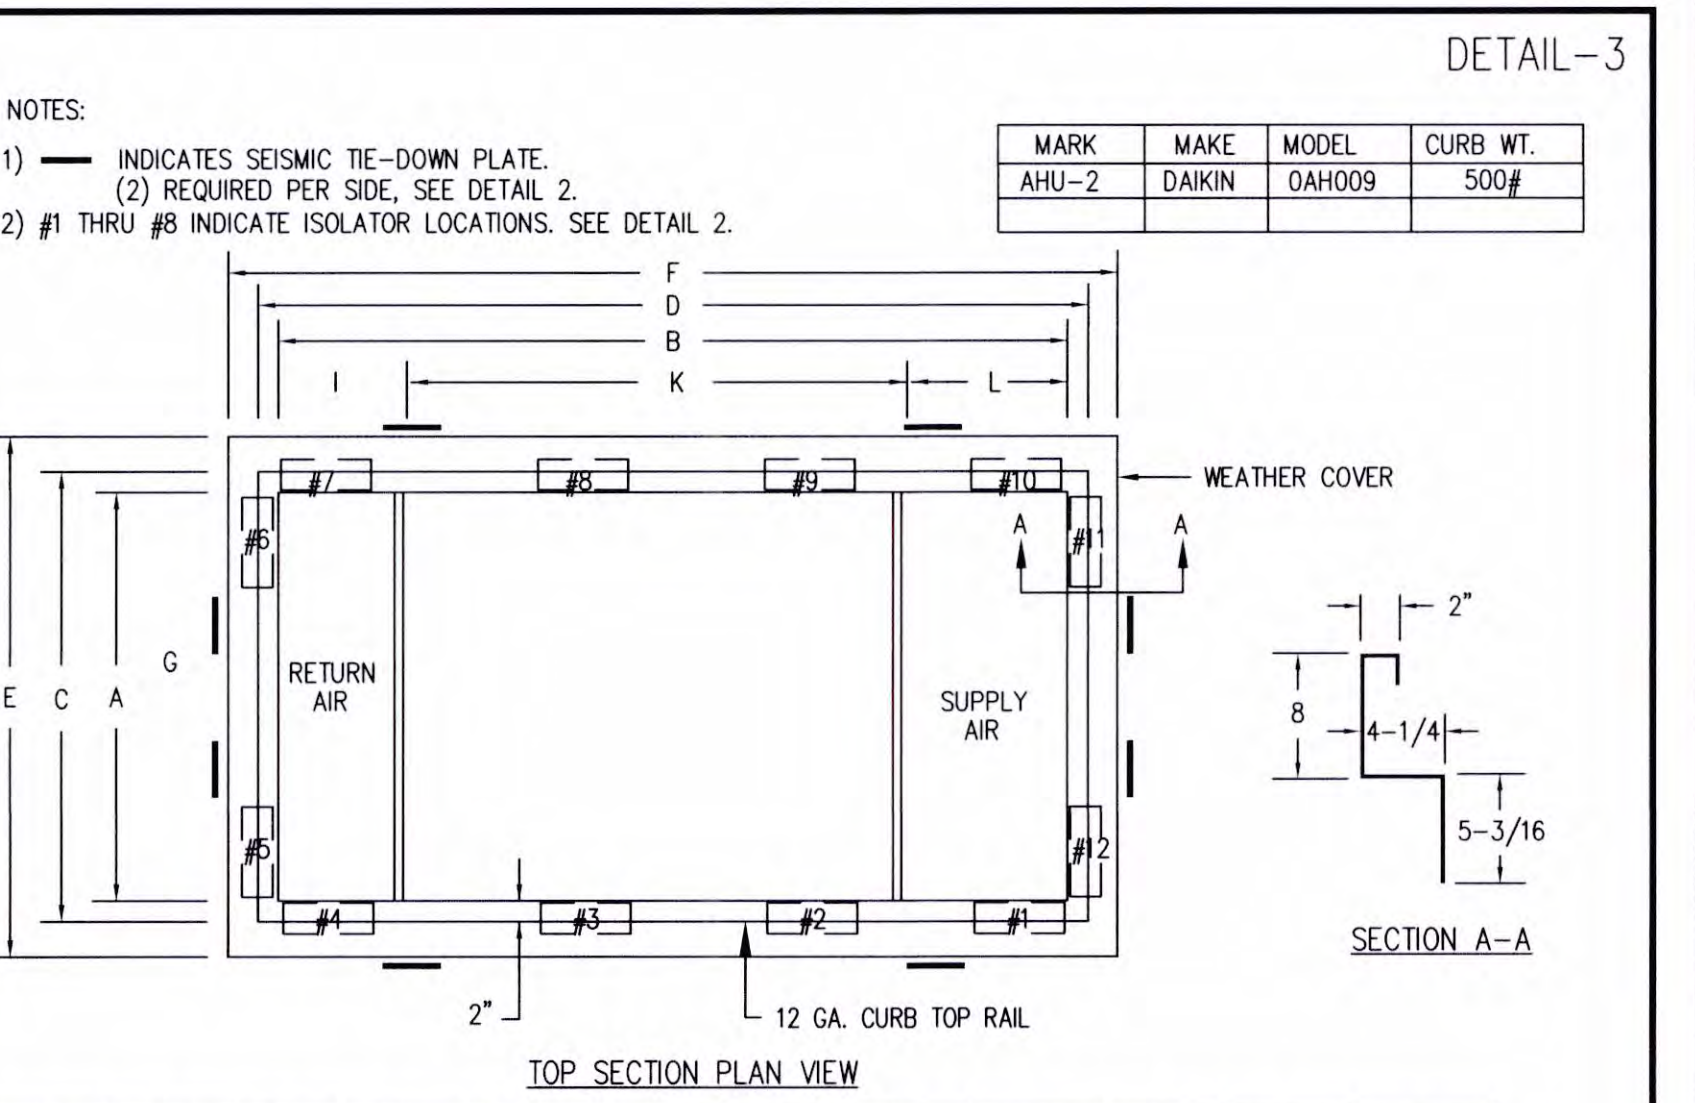 DETAIL-3
NOTES:
1) INDICATES SEISMIC TIE-DOWN PLATE.
(2) REQUIRED PER SIDE, SEE DETAIL 2.
2) #1 THRU #8 INDICATE ISOLATOR LOCATIONS. SEE DETAIL 2.
MARK MAKE MODEL CURB WT.
AHU-2 DAIKIN OAH009 500#
F
D
B
I K L
#7 #8 #9 #10
WEATHER COVER
#6 #11
A A
E C A G
RETURN
AIR
SUPPLY
AIR
2"
8
4-1/4
5-3/16
SECTION A-A
#5 #12
#4 #3 #2 #1
2"
12 GA. CURB TOP RAIL
TOP SECTION PLAN VIEW